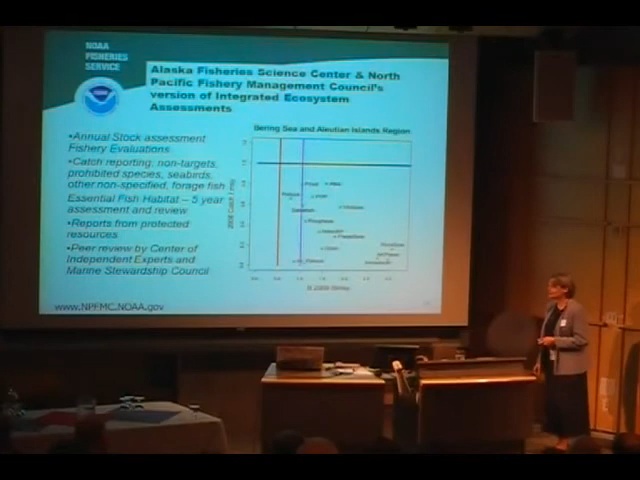 NOAA
FISHERIES
SERVICE
Alaska Fisheries Science Center & North
Pacific Fishery Management Council's
version of Integrated Ecosystem
Assessments
•Annual Stock assessment
Fishery Evaluations
•Catch reporting: non-targets,
prohibited species, seabirds,
other non-specified, forage fish
Essential Fish Habitat – 5 year
assessment and review
•Reports from protected
resources
•Peer review by Center of
Independent Experts and
Marine Stewardship Council
Bering Sea and Aleutian Islands Region
www.NPFMC.NOAA.gov